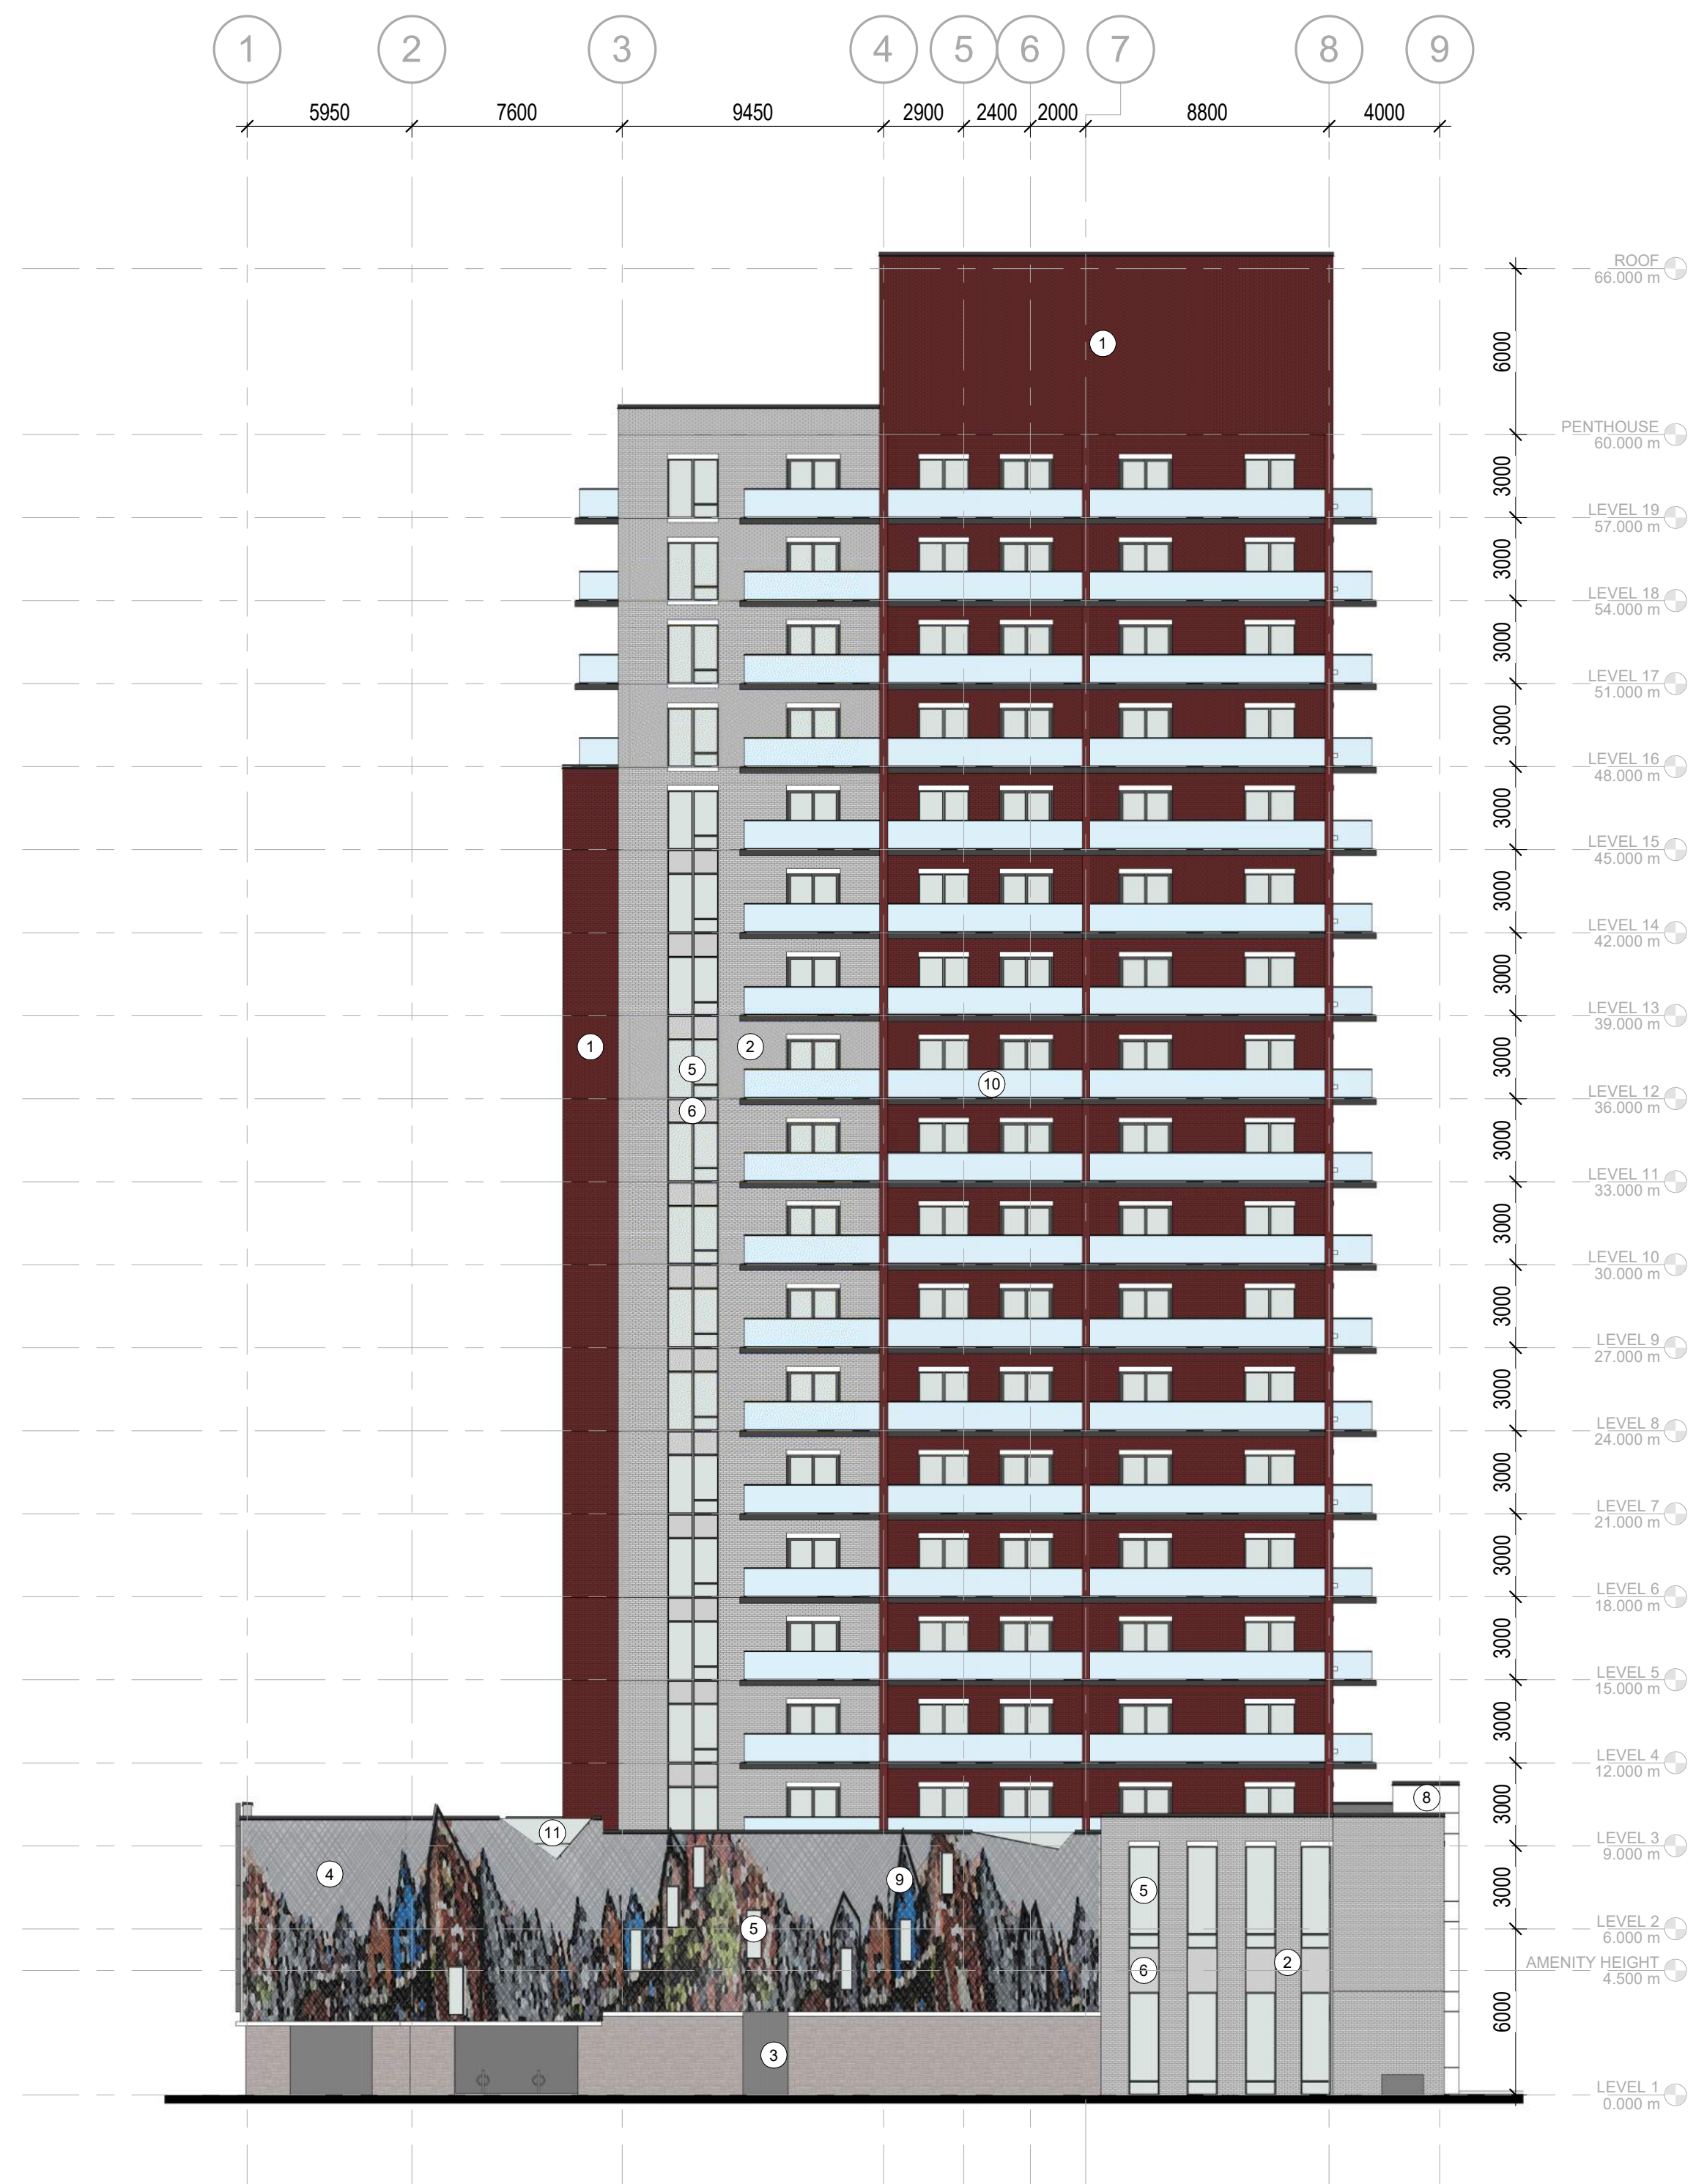 1 2 3 4 5 6 7 8 9
5950 7600 9450 2900 2400 2000 8800 4000
ROOF
66.000 m
1
6000
PENTHOUSE
60.000 m
3000
LEVEL 19
57.000 m
3000
LEVEL 18
54.000 m
3000
LEVEL 17
51.000 m
3000
LEVEL 16
48.000 m
3000
LEVEL 15
45.000 m
3000
LEVEL 14
42.000 m
3000
LEVEL 13
39.000 m
1 2
5
3000
10
LEVEL 12
36.000 m
6
3000
LEVEL 11
33.000 m
3000
LEVEL 10
30.000 m
3000
LEVEL 9
27.000 m
3000
LEVEL 8
24.000 m
3000
LEVEL 7
21.000 m
3000
LEVEL 6
18.000 m
3000
LEVEL 5
15.000 m
3000
LEVEL 4
12.000 m
8
3000
11
LEVEL 3
9.000 m
4 9 5
3000
5
LEVEL 2
6.000 m
2
6
AMENITY HEIGHT
4.500 m
6000
3
LEVEL 1
0.000 m